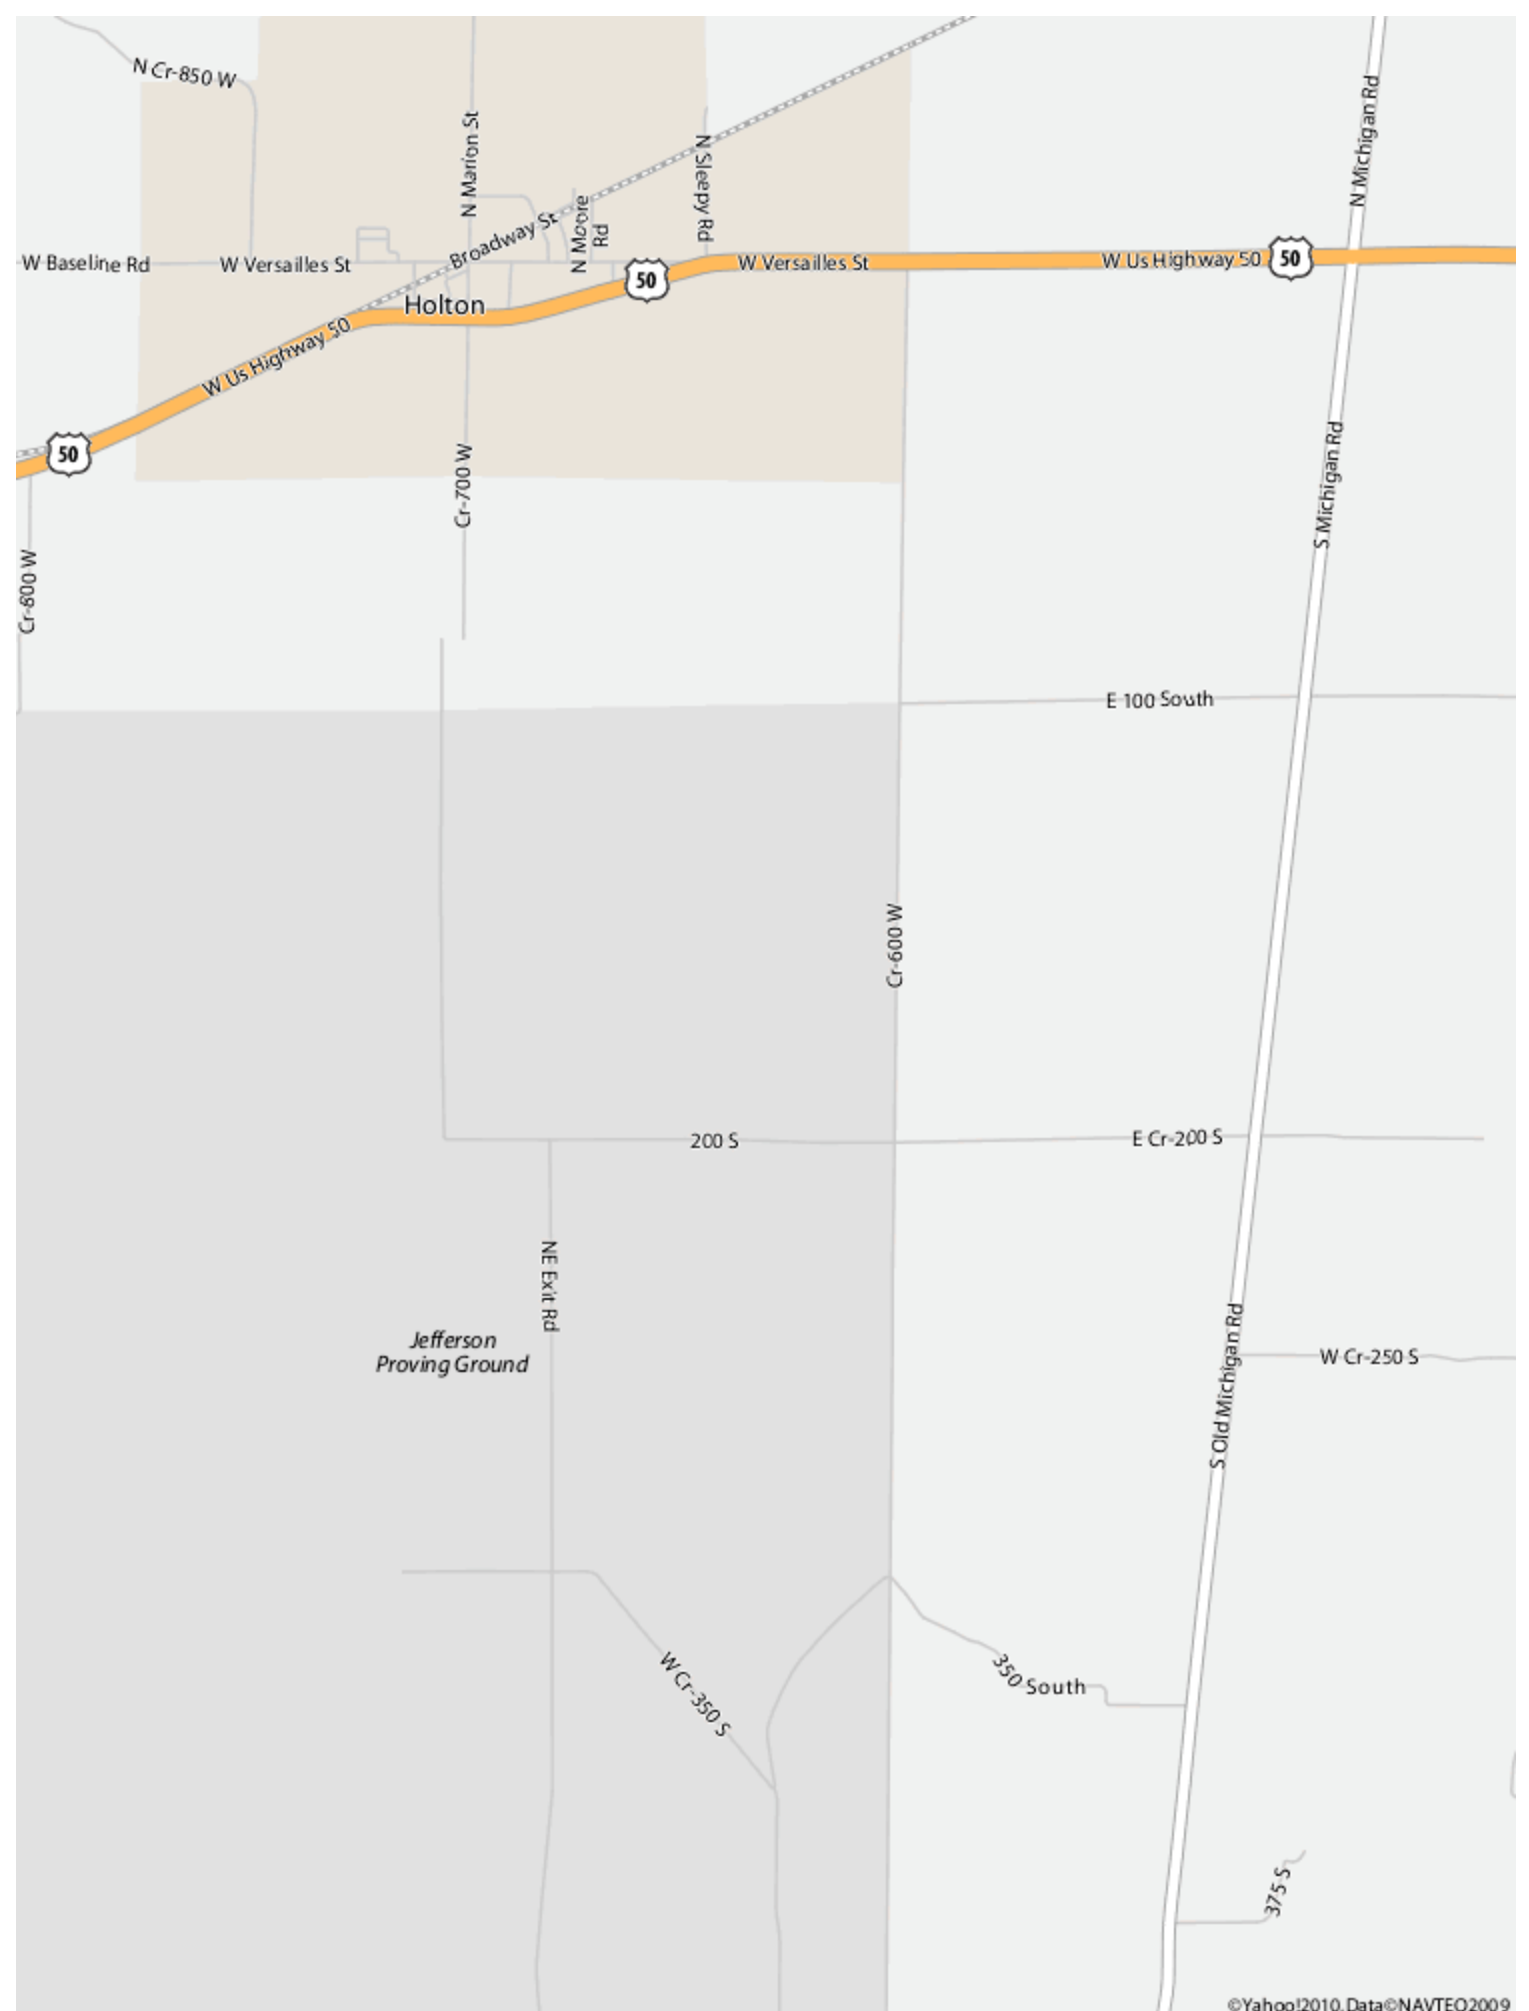 N Cr-850 W
N Marion St
N Michigan Rd
N Sleepy Rd
Broadway St
N Moore
Rd
W Baseline Rd
W Versailles St
W Versailles St
W Us Highway 50
50
50
Holton
W Us Highway 50
50
Cr-700 W
S Michigan Rd
Cr-800 W
E 100 South
Cr-600 W
200 S
E Cr-200 S
NE Exit Rd
Jefferson
Proving Ground
S Old Michigan Rd
W Cr-250 S
W Cr-350 S
350 South
375 S
©Yahoo!2010, Data©NAVTEQ2009